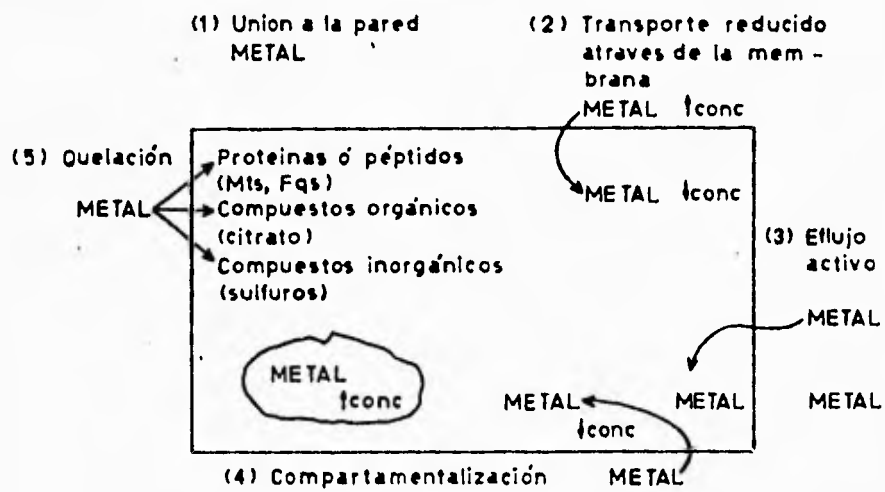 (1) Union a la pared
METAL
(2) Transporte reducido
atraves de la mem-
brana
METAL ↑conc
(5) Quelación
METAL
Proteinas ó péptidos
(Mts, Fqs)
Compuestos orgánicos
(citrato)
Compuestos inorgánicos
(sulfuros)
METAL ↓conc
(3) Eflujo
activo
METAL
METAL
↑conc
METAL
↓conc
METAL
METAL
(4) Compartamentalización
METAL